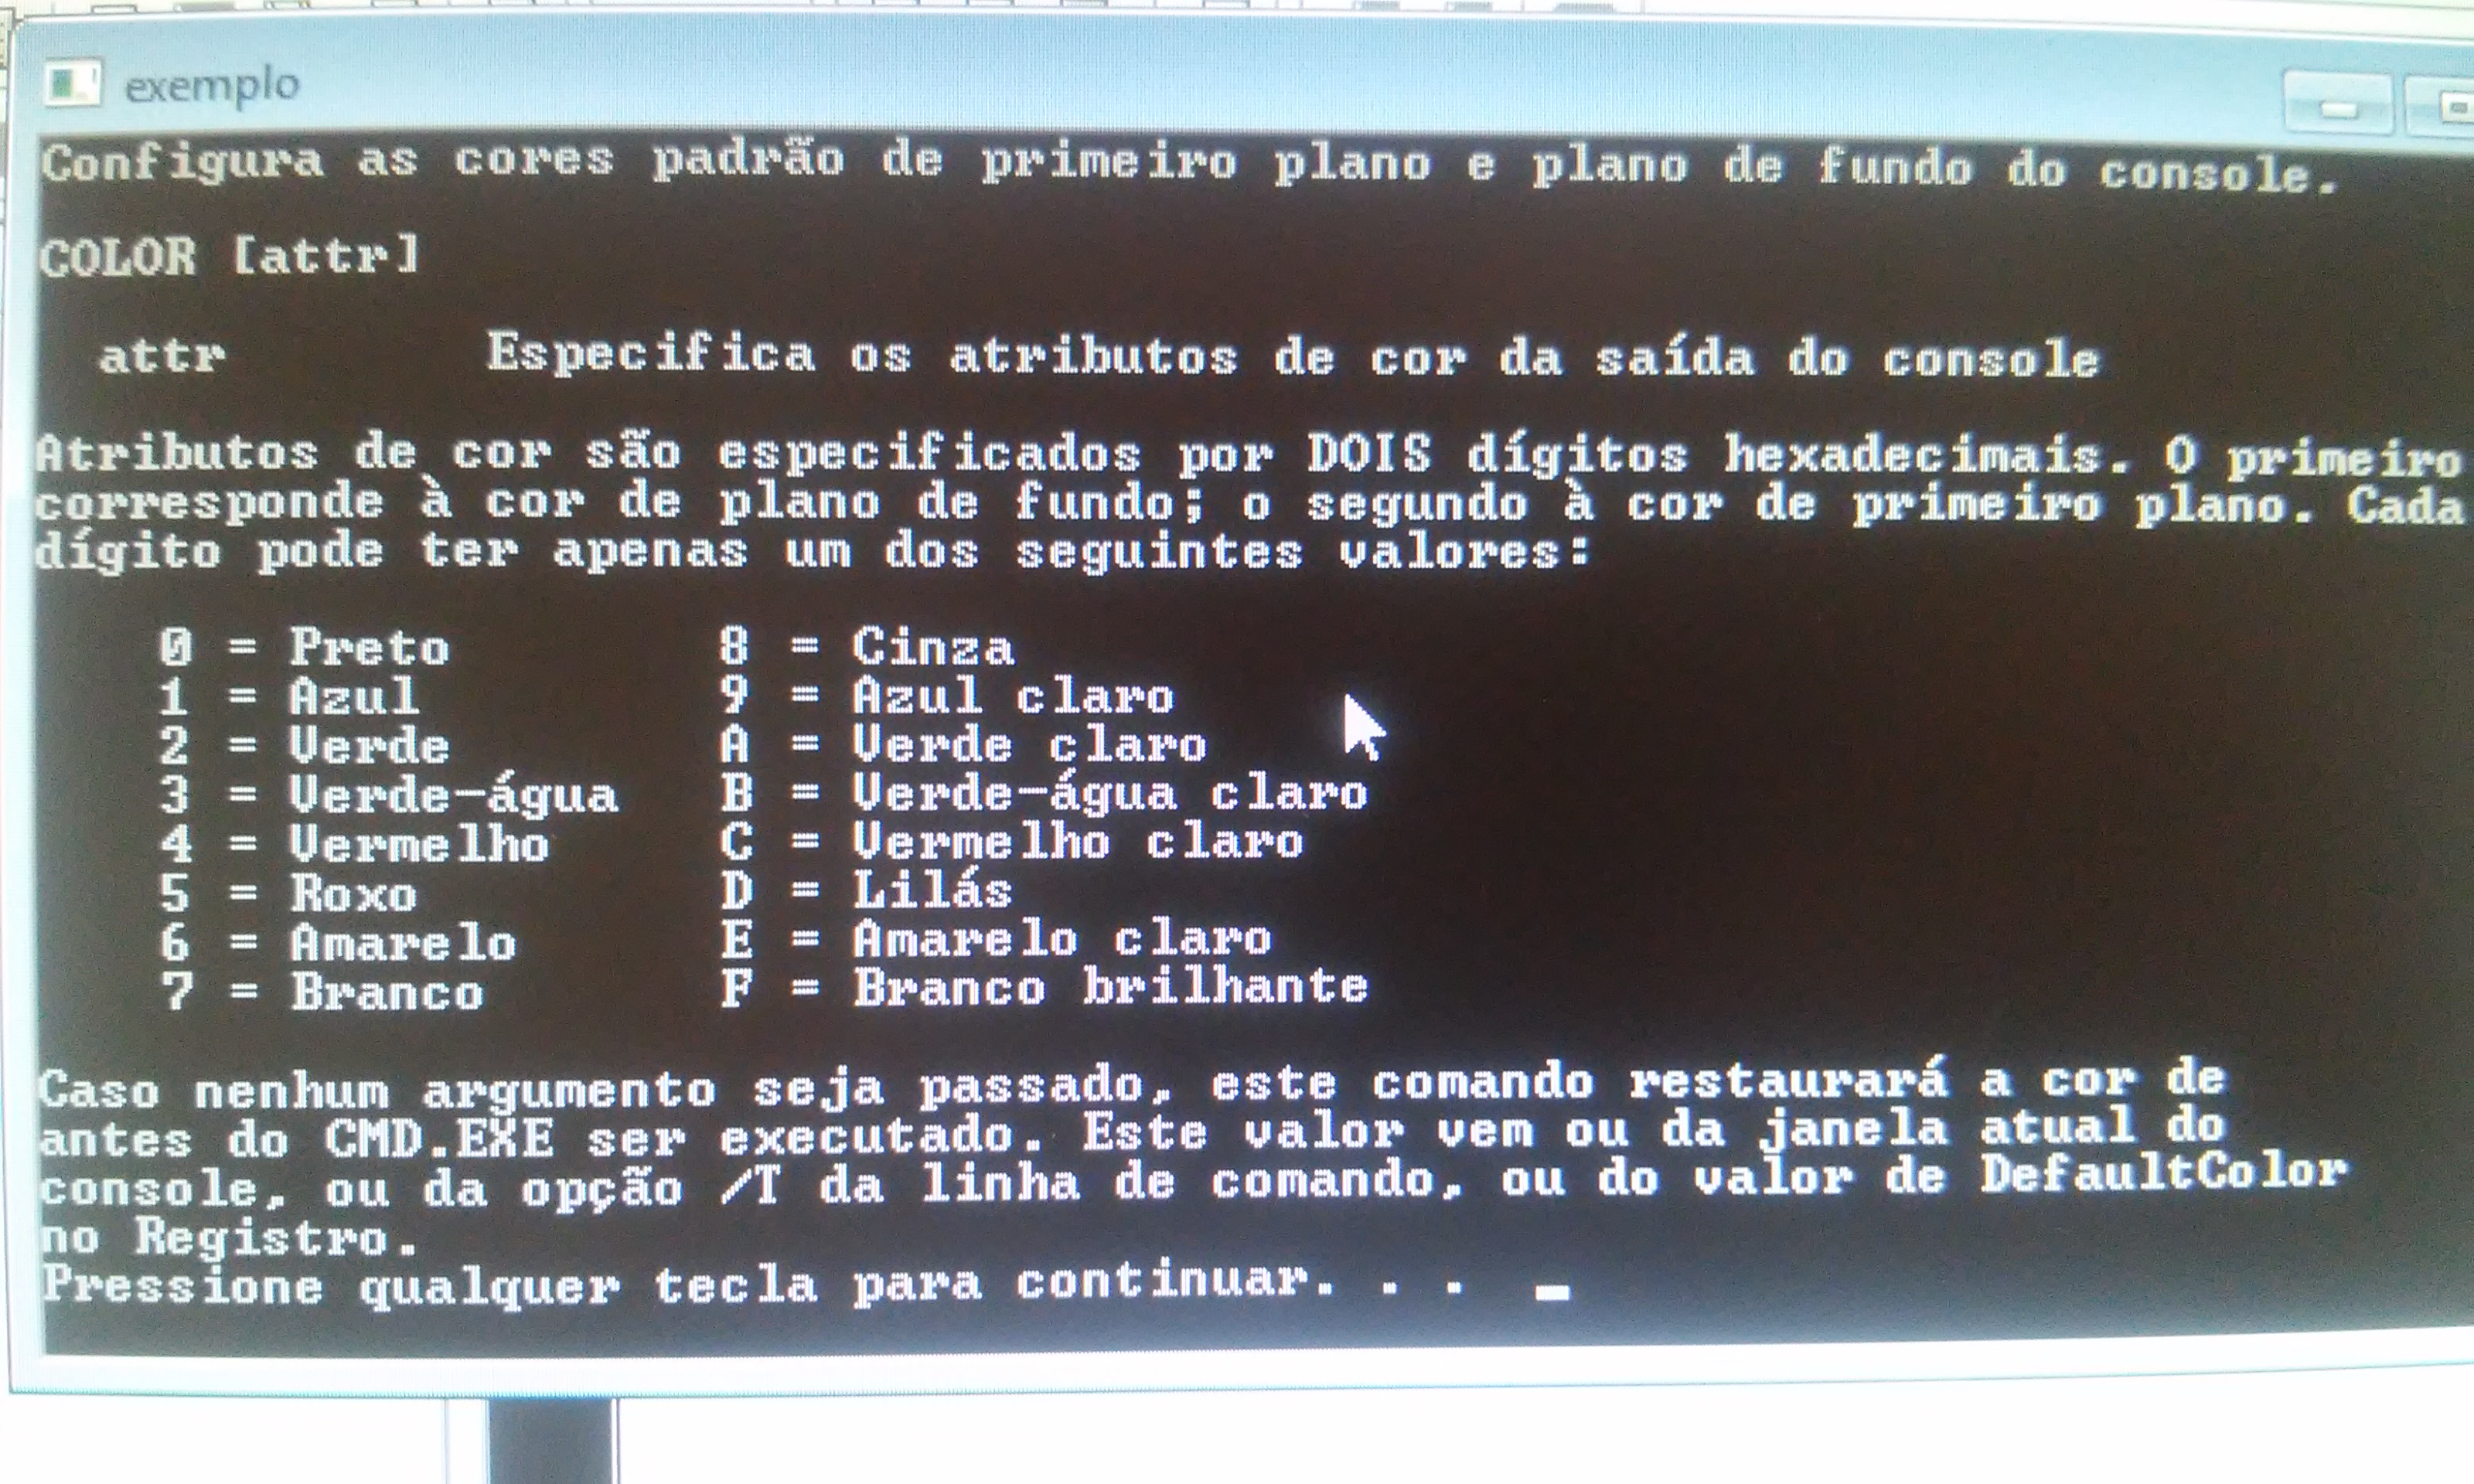 exemplo
Configura as cores padrão de primeiro plano e plano de fundo do console.
COLOR [attr]
attr Especifica os atributos de cor da saída do console
Atributos de cor são especificados por DOIS dígitos hexadecimais. O primeiro
corresponde à cor de plano de fundo; o segundo à cor de primeiro plano. Cada
dígito pode ter apenas um dos seguintes valores:
0 = Preto 8 = Cinza
1 = Azul 9 = Azul claro
2 = Verde A = Verde claro
3 = Verde-água B = Verde-água claro
4 = Vermelho C = Vermelho claro
5 = Roxo D = Lilás
6 = Amarelo E = Amarelo claro
7 = Branco F = Branco brilhante
Caso nenhum argumento seja passado, este comando restaurará a cor de
antes do CMD.EXE ser executado. Este valor vem ou da janela atual do
console, ou da opção /T da linha de comando, ou do valor de DefaultColor
no Registro.
Pressione qualquer tecla para continuar. . . _